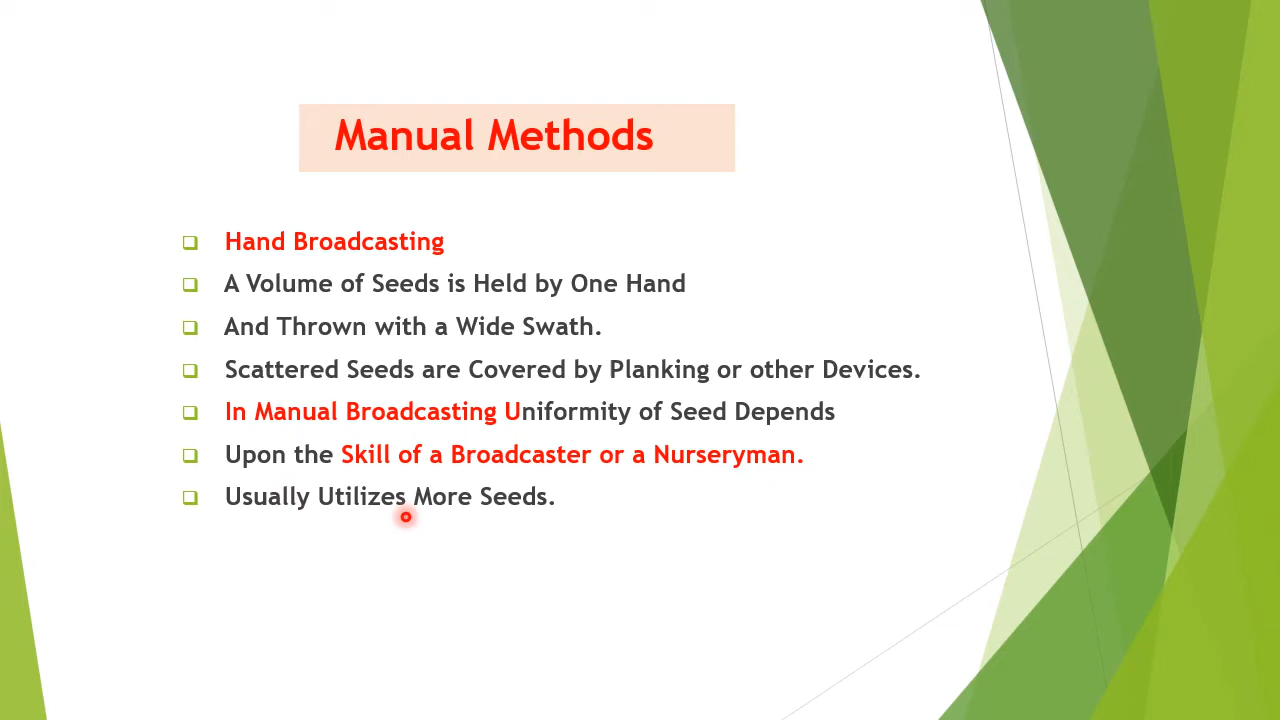 Manual Methods
Hand Broadcasting
A Volume of Seeds is Held by One Hand
And Thrown with a Wide Swath.
Scattered Seeds are Covered by Planking or other Devices.
In Manual Broadcasting Uniformity of Seed Depends
Upon the Skill of a Broadcaster or a Nurseryman.
Usually Utilizes More Seeds.